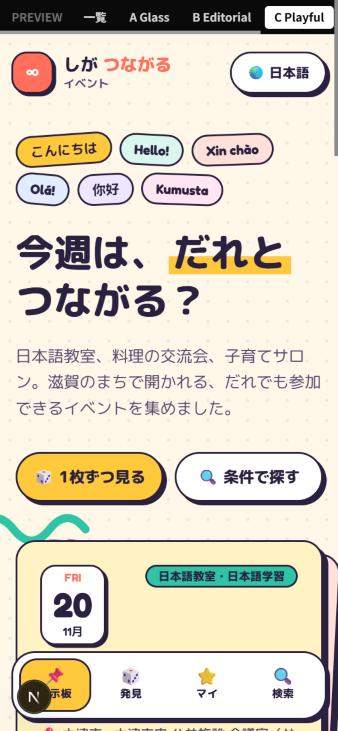 PREVIEW 一覧 A Glass B Editorial C Playful
しが つながる
イベント
日本語
こんにちは Hello! Xin chào
Olá! 你好 Kumusta
今週は、だれと
つながる？
日本語教室、料理の交流会、子育てサロ
ン。滋賀のまちで開かれる、だれでも参加
できるイベントを集めました。
1枚ずつ見る 条件で探す
FRI
20
11月
日本語教室・日本語学習
N
示板 発見 マイ 検索